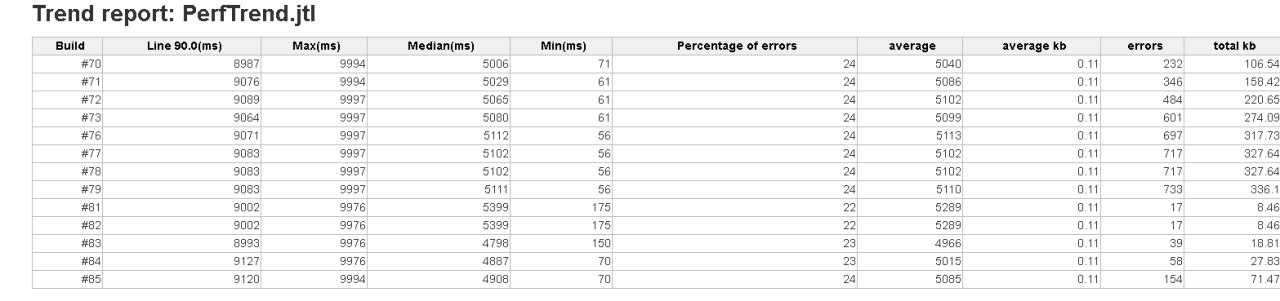 Trend report: PerfTrend.jtl
Build Line 90.0(ms) Max(ms) Median(ms) Min(ms) Percentage of errors average average kb errors total kb
#70 8987 9994 5006 71 24 5040 0.11 232 106.54
#71 9076 9994 5029 61 24 5086 0.11 346 158.42
#72 9089 9997 5065 61 24 5102 0.11 484 220.65
#73 9064 9997 5080 61 24 5099 0.11 601 274.09
#76 9071 9997 5112 56 24 5113 0.11 697 317.73
#77 9083 9997 5102 56 24 5102 0.11 717 327.64
#78 9083 9997 5102 56 24 5102 0.11 717 327.64
#79 9083 9997 5111 56 24 5110 0.11 733 336.1
#81 9002 9976 5399 175 22 5289 0.11 17 8.46
#82 9002 9976 5399 175 22 5289 0.11 17 8.46
#83 8993 9976 4798 150 23 4966 0.11 39 18.81
#84 9127 9976 4887 70 23 5015 0.11 58 27.83
#85 9120 9994 4908 70 24 5085 0.11 154 71.47